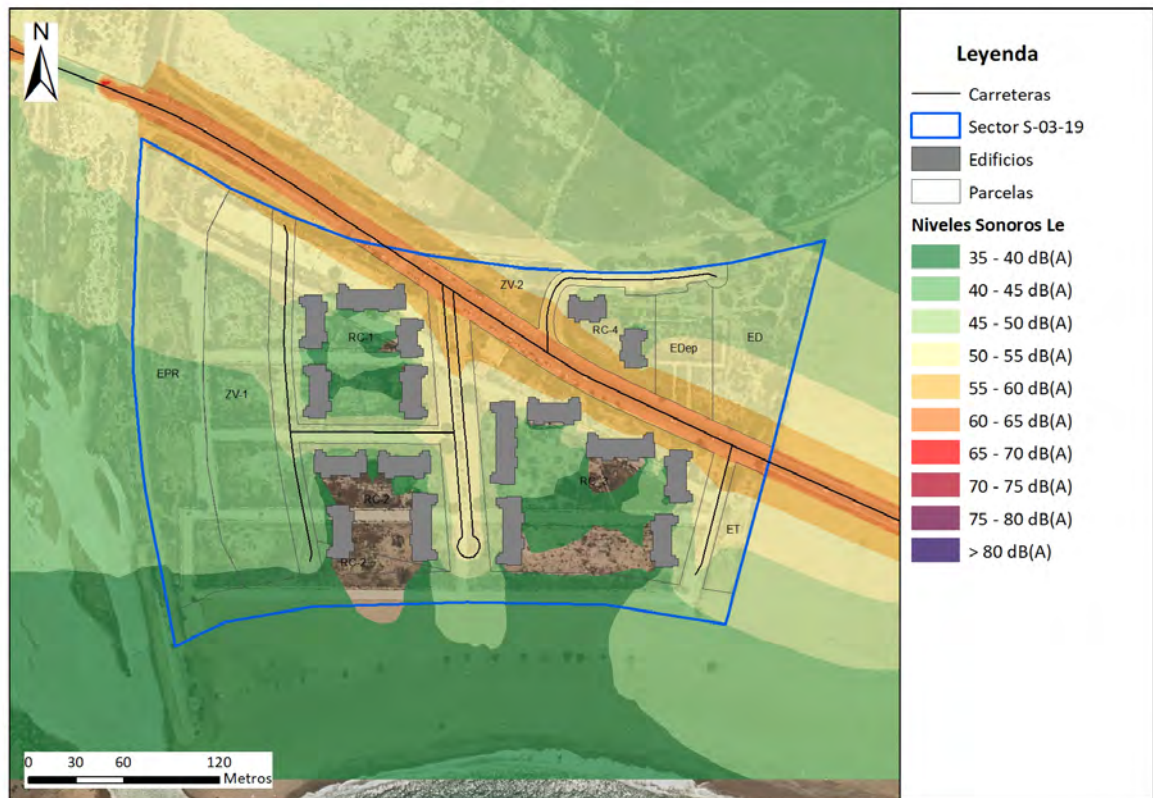 N
ZV-2
RC-4
RC-1
EDep
ED
EPR
ZV-1
RC-2
ET
RC-2
0 30 60 120
Metros
Leyenda
Carreteras
Sector S-03-19
Edificios
Parcelas
Niveles Sonoros Le
35 - 40 dB(A)
40 - 45 dB(A)
45 - 50 dB(A)
50 - 55 dB(A)
55 - 60 dB(A)
60 - 65 dB(A)
65 - 70 dB(A)
70 - 75 dB(A)
75 - 80 dB(A)
> 80 dB(A)